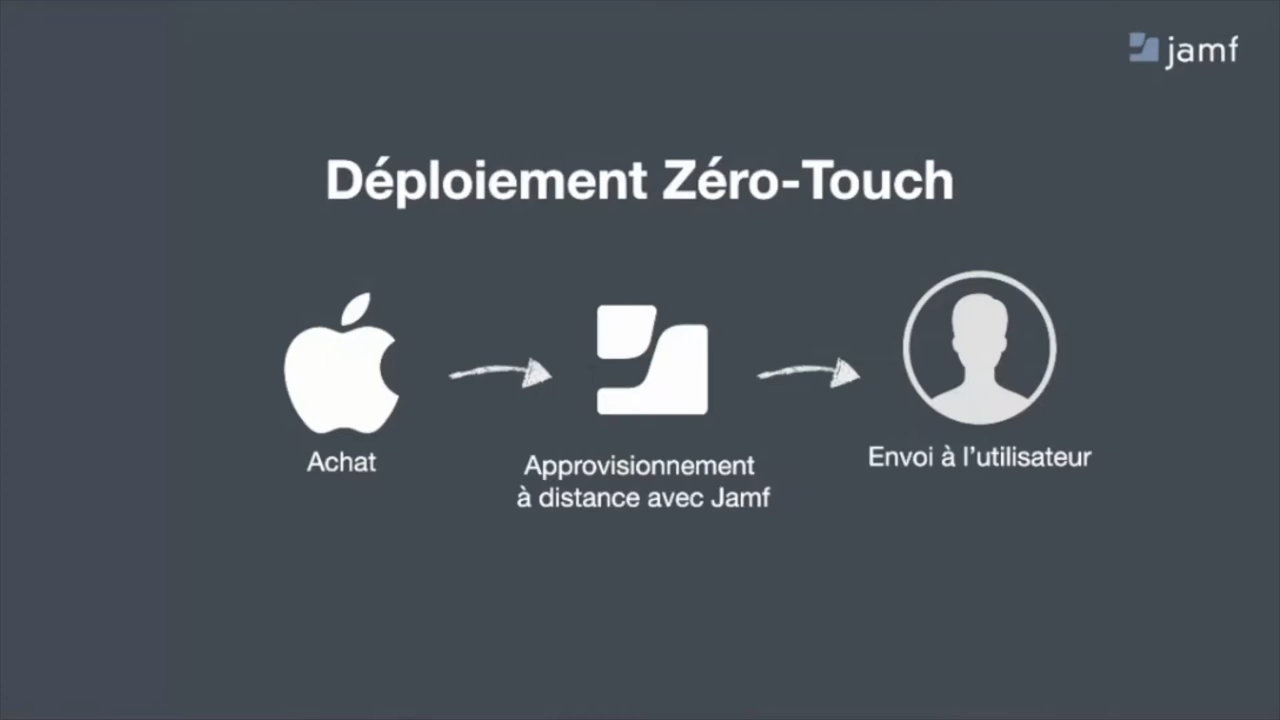 jamf
Déploiement Zéro-Touch
Achat
Approvisionnement
à distance avec Jamf
Envoi à l'utilisateur